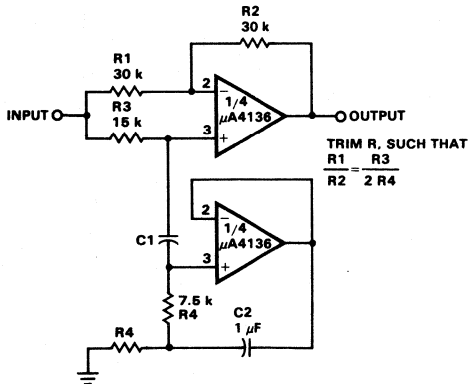 R2
30 k
R1
30 k
2
−
1/4
μA4136
3
+
INPUT
R3
15 k
OUTPUT
TRIM R, SUCH THAT
R1/R2 = R3/2 R4
2
−
1/4
μA4136
3
+
C1
7.5 k
R4
C2
1 μF
R4